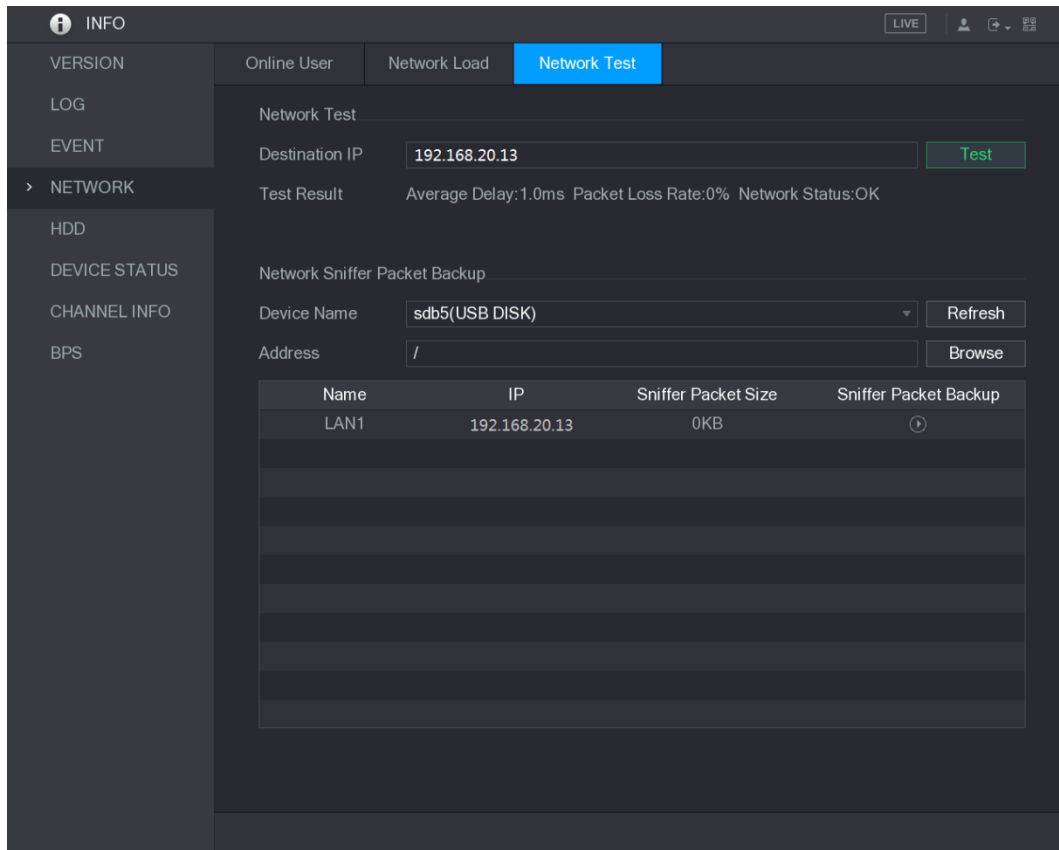 INFO
LIVE
VERSION
LOG
EVENT
NETWORK
HDD
DEVICE STATUS
CHANNEL INFO
BPS
Online User Network Load Network Test
Network Test
Destination IP 192.168.20.13 Test
Test Result Average Delay:1.0ms Packet Loss Rate:0% Network Status:OK
Network Sniffer Packet Backup
Device Name sdb5(USB DISK) Refresh
Address / Browse
Name IP Sniffer Packet Size Sniffer Packet Backup
LAN1 192.168.20.13 0KB